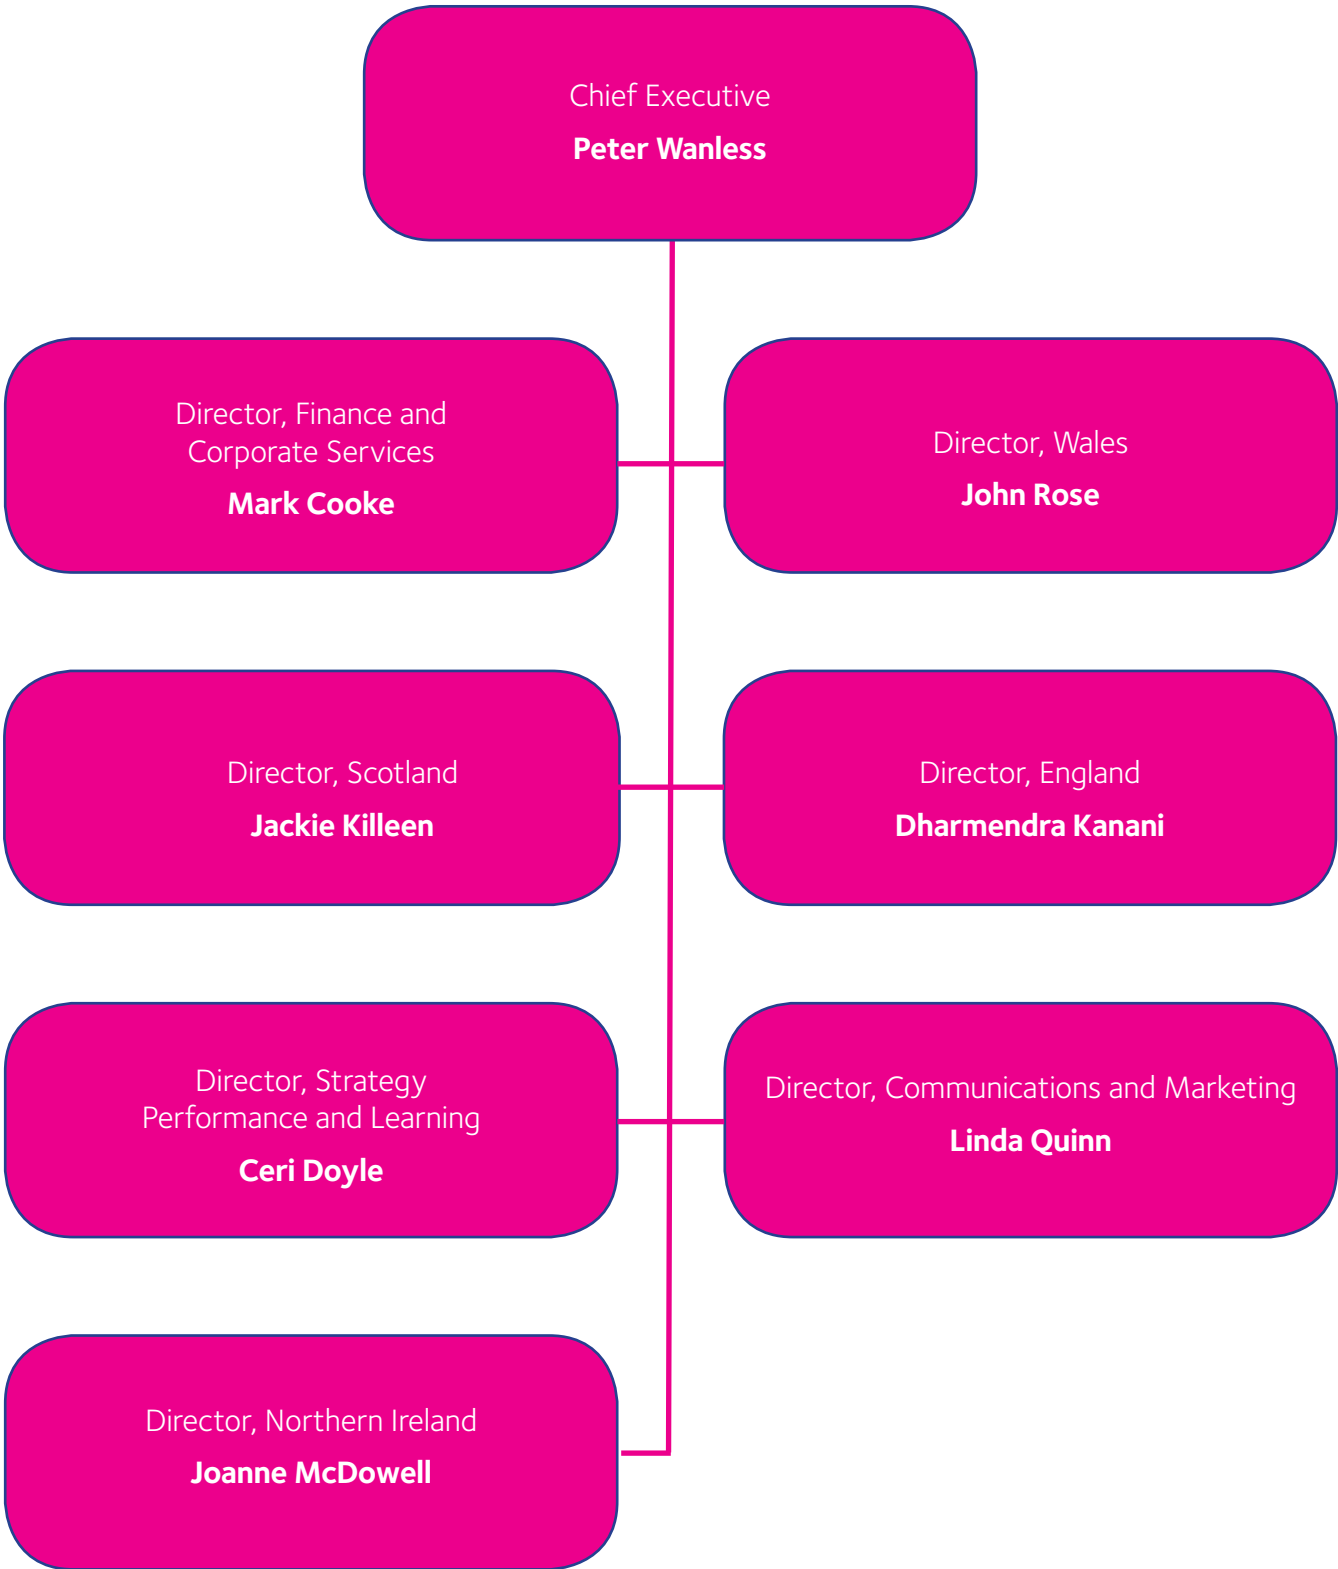 Chief Executive
Peter Wanless
Director, Finance and
Corporate Services
Mark Cooke
Director, Wales
John Rose
Director, Scotland
Jackie Killeen
Director, England
Dharmendra Kanani
Director, Strategy
Performance and Learning
Ceri Doyle
Director, Communications and Marketing
Linda Quinn
Director, Northern Ireland
Joanne McDowell